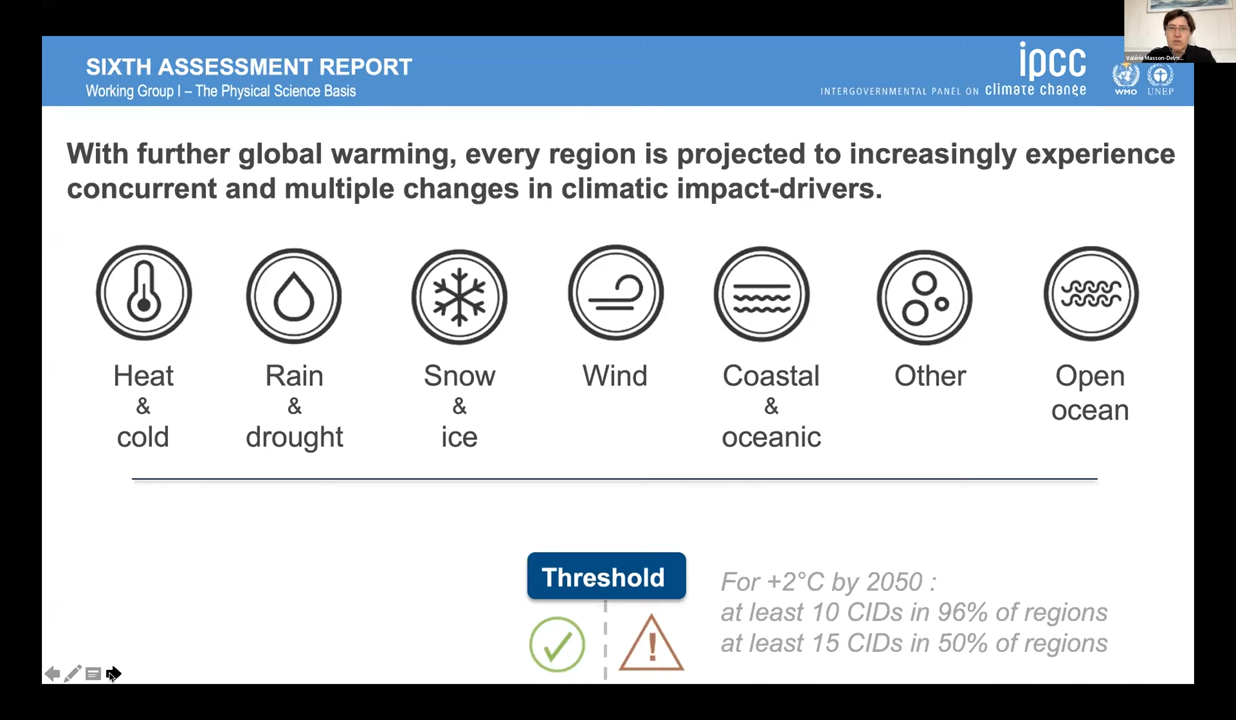 SIXTH ASSESSMENT REPORT
Working Group I – The Physical Science Basis
INTERGOVERNMENTAL PANEL ON
ipcc
climate change
WMO
UNEP
Valérie Masson-Delm...
With further global warming, every region is projected to increasingly experience
concurrent and multiple changes in climatic impact-drivers.
Heat
&
cold
Rain
&
drought
Snow
&
ice
Wind
Coastal
&
oceanic
Other
Open
ocean
Threshold
For +2°C by 2050 :
at least 10 CIDs in 96% of regions
at least 15 CIDs in 50% of regions